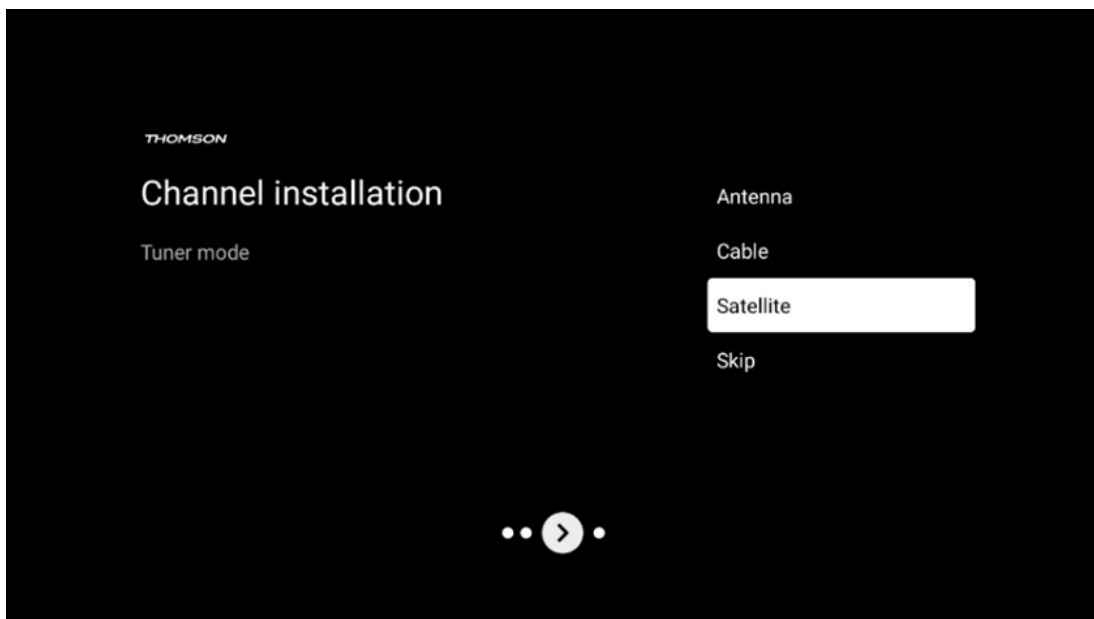 THOMSON
Channel installation
Tuner mode
Antenna
Cable
Satellite
Skip